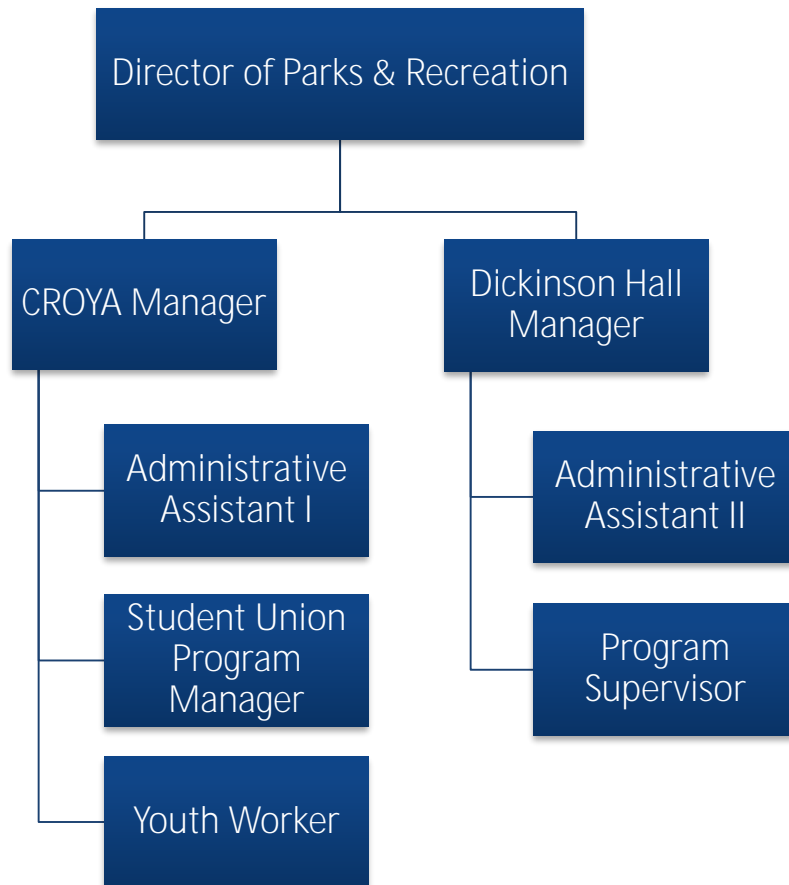 Director of Parks & Recreation
CROYA Manager
Dickinson Hall
Manager
Administrative
Assistant I
Student Union
Program
Manager
Youth Worker
Administrative
Assistant II
Program
Supervisor